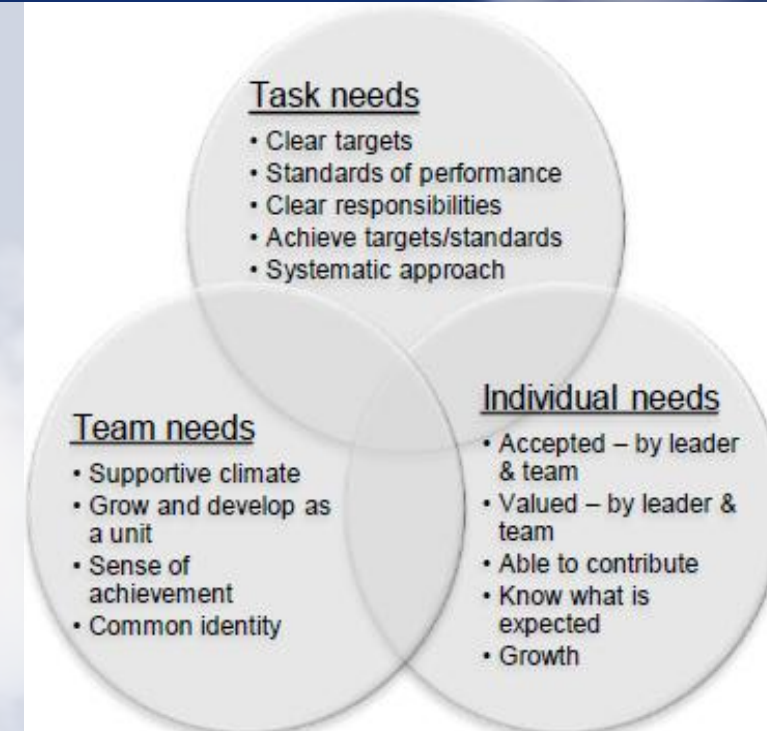 Task needs
• Clear targets
• Standards of performance
• Clear responsibilities
• Achieve targets/standards
• Systematic approach
Team needs
• Supportive climate
• Grow and develop as
a unit
• Sense of
achievement
• Common identity
Individual needs
• Accepted – by leader
& team
• Valued – by leader &
team
• Able to contribute
• Know what is
expected
• Growth